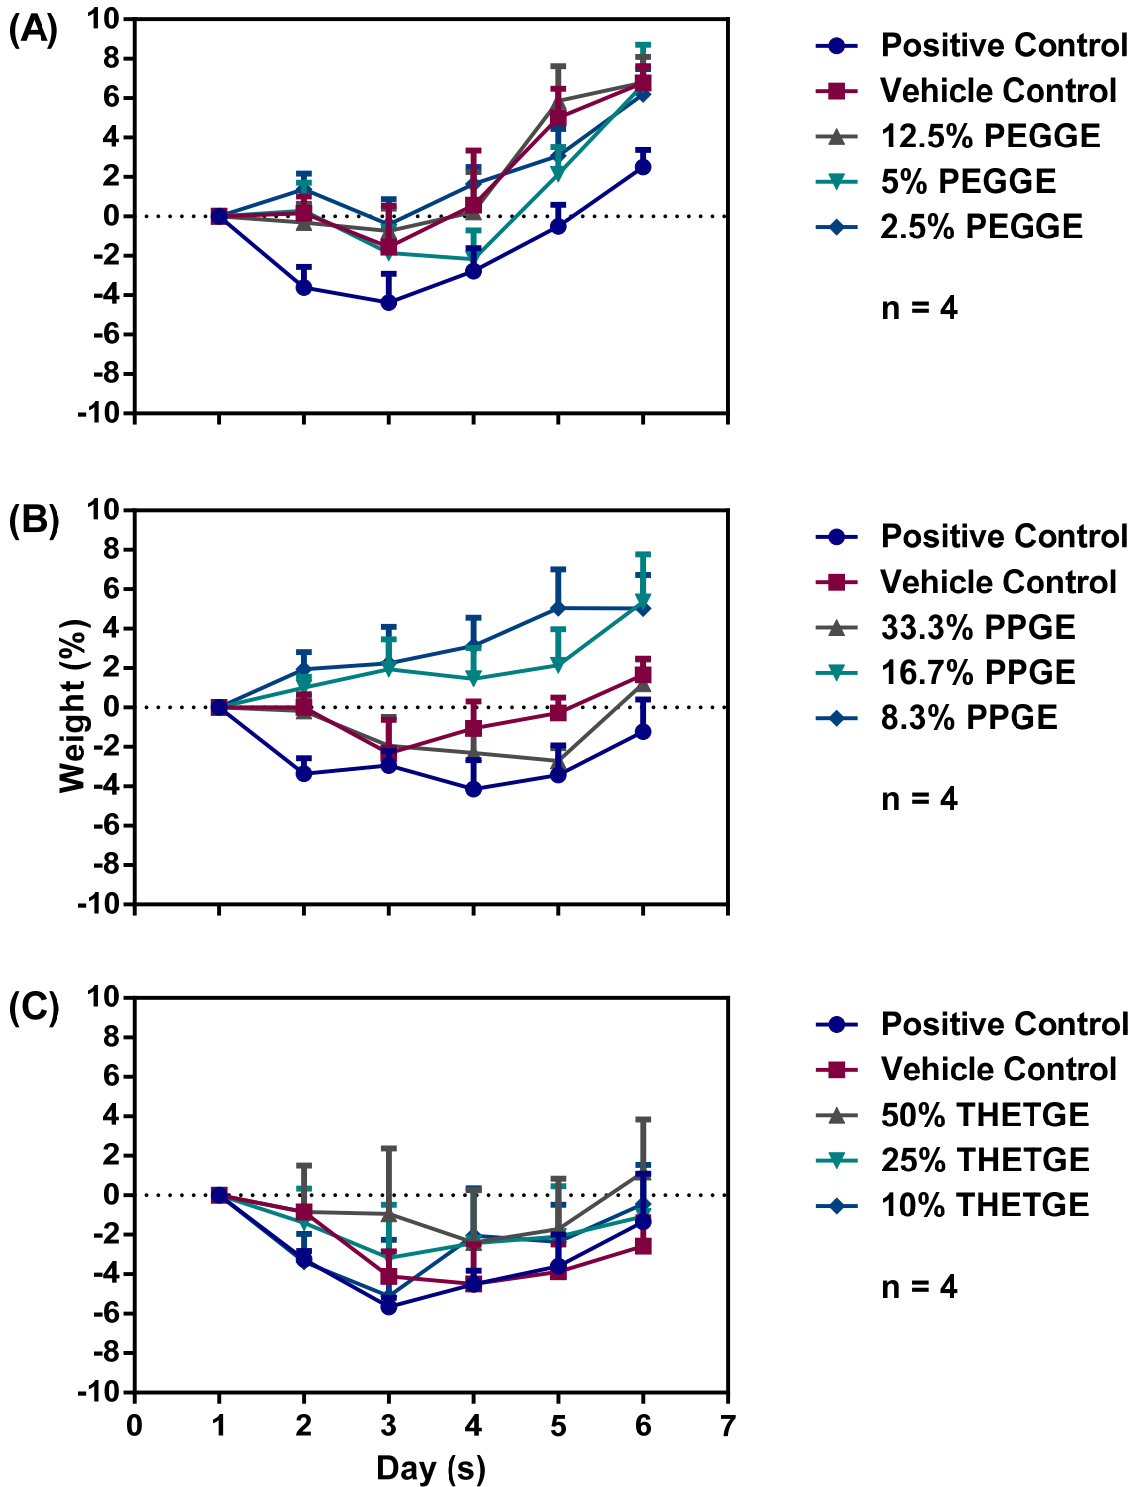 (A)
10
8
6
4
2
0
-2
-4
-6
-8
-10
Positive Control
Vehicle Control
12.5% PEGGE
5% PEGGE
2.5% PEGGE
n = 4
(B)
Weight (%)
10
8
6
4
2
0
-2
-4
-6
-8
-10
Positive Control
Vehicle Control
33.3% PPGE
16.7% PPGE
8.3% PPGE
n = 4
(C)
10
8
6
4
2
0
-2
-4
-6
-8
-10
Positive Control
Vehicle Control
50% THETGE
25% THETGE
10% THETGE
n = 4
0 1 2 3 4 5 6 7
Day (s)